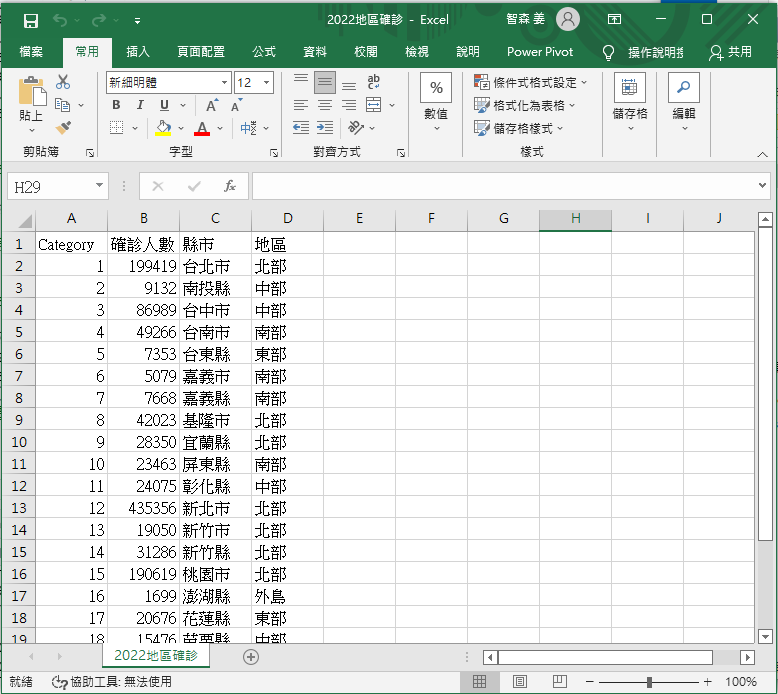 2022地區確診 - Excel
智森 姜
檔案 常用 插入 頁面配置 公式 資料 校閱 檢視 說明 Power Pivot 操作說明 共用
貼上
剪貼簿
新細明體 12
B I U
字型
ab
對齊方式
%
數值
條件式格式設定
格式化為表格
儲存格樣式
樣式
儲存格
編輯
H29 fx
A B C D E F G H I J
1 Category 確診人數 縣市 地區
2 1 199419 台北市 北部
3 2 9132 南投縣 中部
4 3 86989 台中市 中部
5 4 49266 台南市 南部
6 5 7353 台東縣 東部
7 6 5079 嘉義市 南部
8 7 7668 嘉義縣 南部
9 8 42023 基隆市 北部
10 9 28350 宜蘭縣 北部
11 10 23463 屏東縣 南部
12 11 24075 彰化縣 中部
13 12 435356 新北市 北部
14 13 19050 新竹市 北部
15 14 31286 新竹縣 北部
16 15 190619 桃園市 北部
17 16 1699 澎湖縣 外島
18 17 20676 花蓮縣 東部
19 18 15476 苗栗縣 中部
2022地區確診
就緒 協助工具: 無法使用 100%